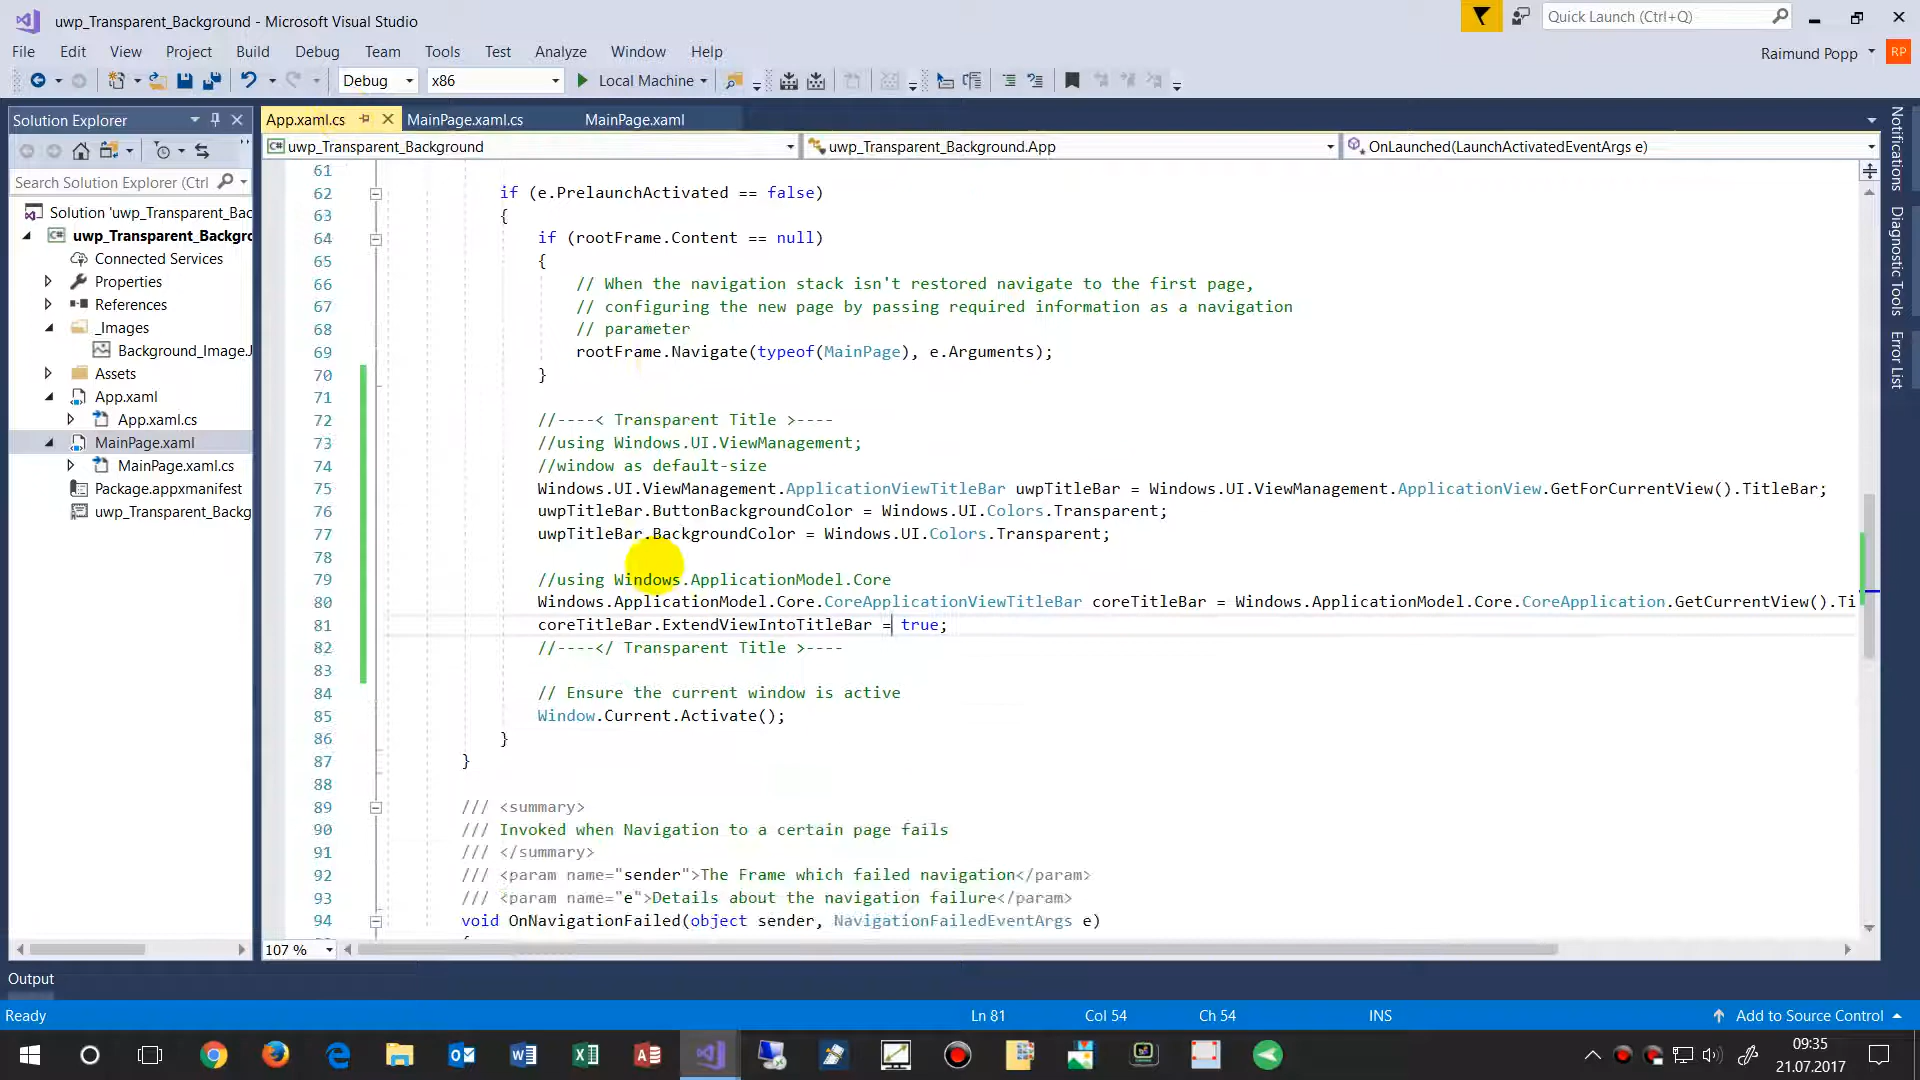 uwp_Transparent_Background - Microsoft Visual Studio
Quick Launch (Ctrl+Q)
File Edit View Project Build Debug Team Tools Test Analyze Window Help
Raimund Popp
RP
Debug x86 Local Machine
Solution Explorer
App.xaml.cs MainPage.xaml.cs MainPage.xaml
uwp_Transparent_Background uwp_Transparent_Background.App OnLaunched(LaunchActivatedEventArgs e)
Search Solution Explorer (Ctrl
Solution 'uwp_Transparent_Bac
uwp_Transparent_Backgro
Connected Services
Properties
References
_Images
Background_Image.J
Assets
App.xaml
App.xaml.cs
MainPage.xaml
MainPage.xaml.cs
Package.appxmanifest
uwp_Transparent_Backg
61
62 if (e.PrelaunchActivated == false)
63 {
64 if (rootFrame.Content == null)
65 {
66 // When the navigation stack isn't restored navigate to the first page,
67 // configuring the new page by passing required information as a navigation
68 // parameter
69 rootFrame.Navigate(typeof(MainPage), e.Arguments);
70 }
71
72 //----< Transparent Title >----
73 //using Windows.UI.ViewManagement;
74 //window as default-size
75 Windows.UI.ViewManagement.ApplicationViewTitleBar uwpTitleBar = Windows.UI.ViewManagement.ApplicationView.GetForCurrentView().TitleBar;
76 uwpTitleBar.ButtonBackgroundColor = Windows.UI.Colors.Transparent;
77 uwpTitleBar.BackgroundColor = Windows.UI.Colors.Transparent;
78
79 //using Windows.ApplicationModel.Core
80 Windows.ApplicationModel.Core.CoreApplicationViewTitleBar coreTitleBar = Windows.ApplicationModel.Core.CoreApplication.GetCurrentView().Ti
81 coreTitleBar.ExtendViewIntoTitleBar = true;
82 //----</ Transparent Title >----
83
84 // Ensure the current window is active
85 Window.Current.Activate();
86 }
87 }
88
89 /// <summary>
90 /// Invoked when Navigation to a certain page fails
91 /// </summary>
92 /// <param name="sender">The Frame which failed navigation</param>
93 /// <param name="e">Details about the navigation failure</param>
94 void OnNavigationFailed(object sender, NavigationFailedEventArgs e)
{
107 %
Notifications
Diagnostic Tools
Error List
Output
Ready Ln 81 Col 54 Ch 54 INS Add to Source Control
09:35
21.07.2017